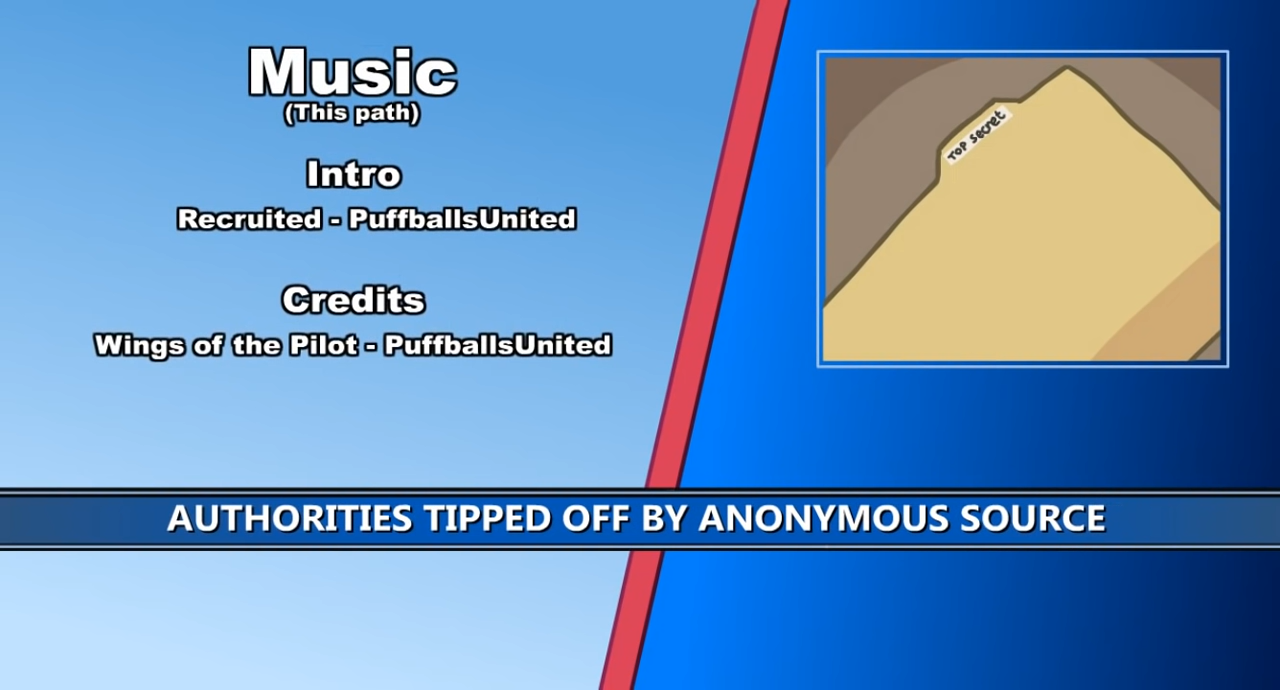 Music
(This path)
Intro
Recruited - PuffballsUnited
Credits
Wings of the Pilot - PuffballsUnited
TOP SECRET
AUTHORITIES TIPPED OFF BY ANONYMOUS SOURCE